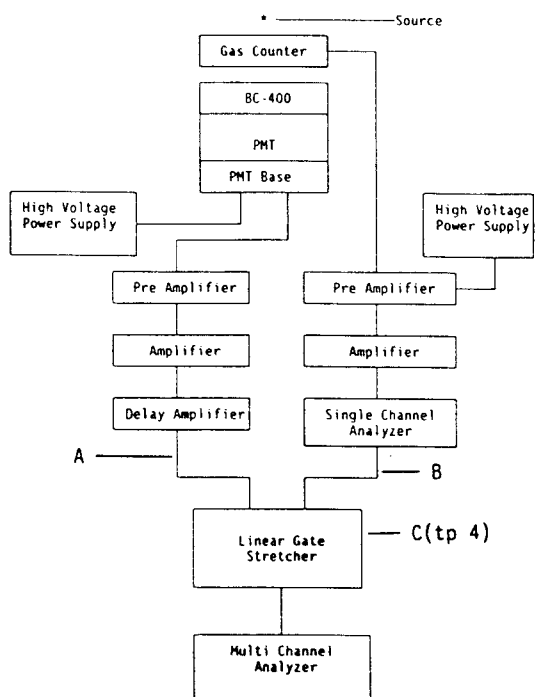 * Source
Gas Counter
BC-400
PMT
PMT Base
High Voltage
Power Supply
High Voltage
Power Supply
Pre Amplifier
Pre Amplifier
Amplifier
Amplifier
Delay Amplifier
Single Channel
Analyzer
A
B
C(tp 4)
Linear Gate
Stretcher
Multi Channel
Analyzer